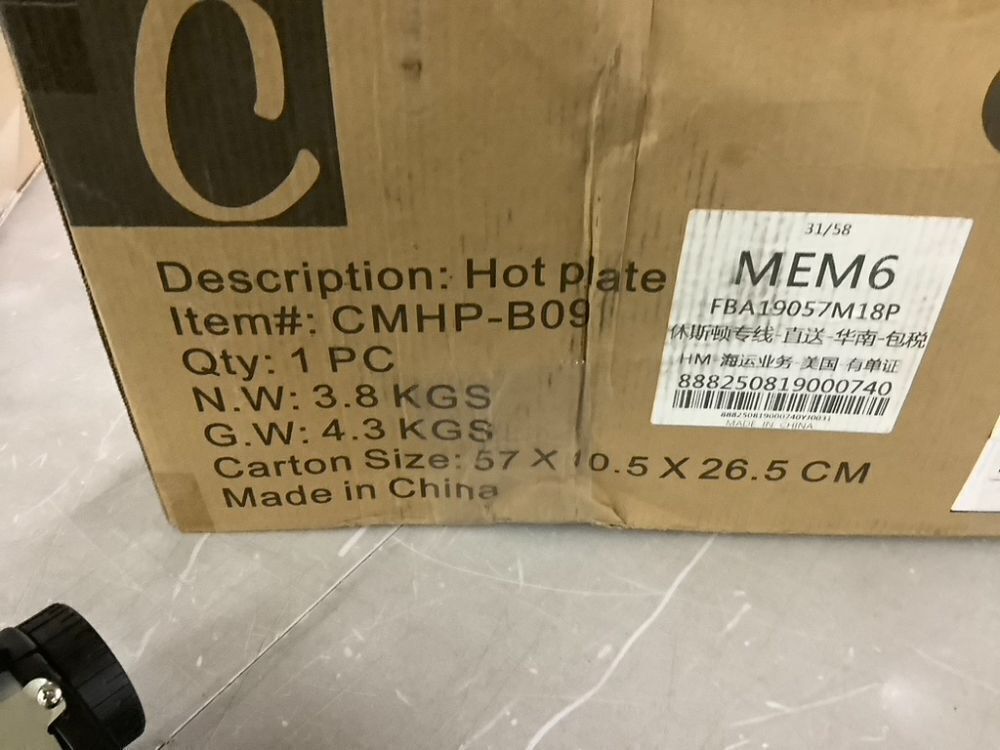 C
Description: Hot plate
Item#: CMHP-B09
Qty: 1 PC
N.W: 3.8 KGS
G.W: 4.3 KGS
Carton Size: 57 X 10.5 X 26.5 CM
Made in China
31/58
MEM6
FBA19057M18P
休斯顿专线-直送-华南-包税
HM-海运业务-美国-有单证
888250819000740
888250819000740YJ0031
MADE IN CHINA